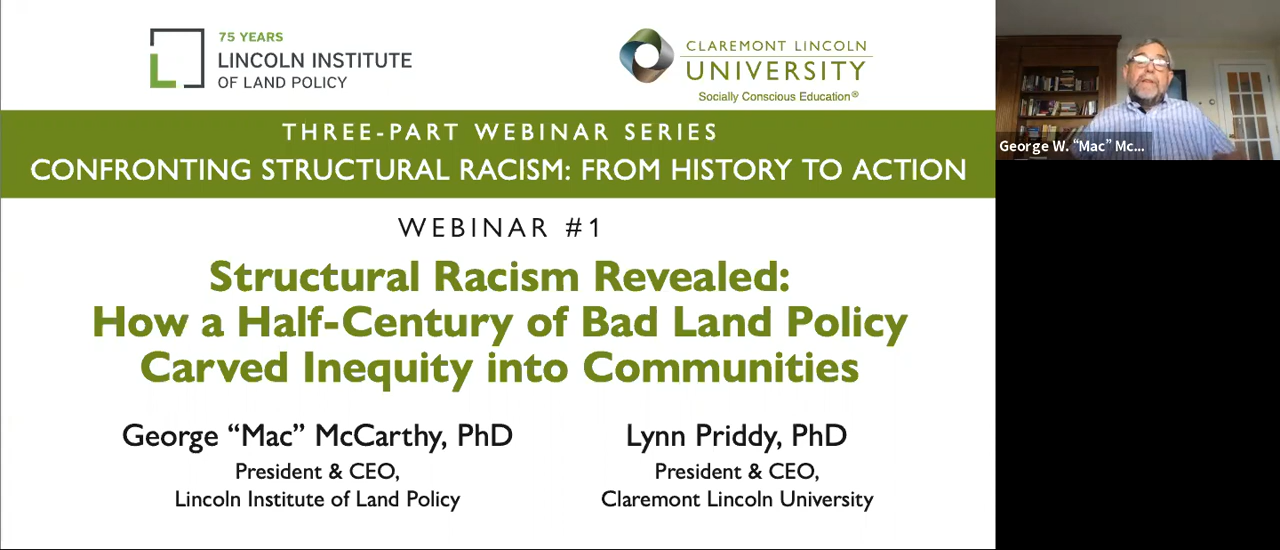 75 YEARS
LINCOLN INSTITUTE
OF LAND POLICY
CLAREMONT LINCOLN
UNIVERSITY
Socially Conscious Education®
THREE-PART WEBINAR SERIES
CONFRONTING STRUCTURAL RACISM: FROM HISTORY TO ACTION
WEBINAR #1
Structural Racism Revealed:
How a Half-Century of Bad Land Policy
Carved Inequity into Communities
George “Mac” McCarthy, PhD
President & CEO,
Lincoln Institute of Land Policy
Lynn Priddy, PhD
President & CEO,
Claremont Lincoln University
George W. “Mac” Mc...